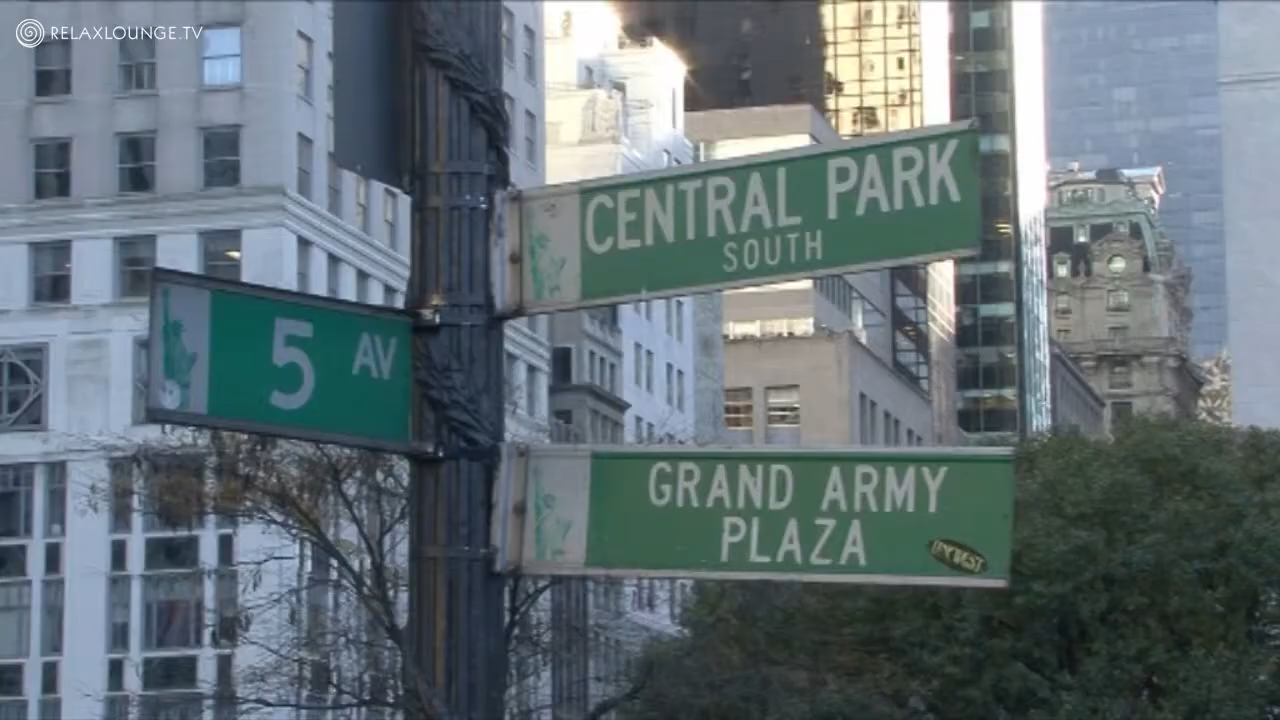 RELAXLOUNGE.TV
CENTRAL PARK
SOUTH
5 AV
GRAND ARMY
PLAZA